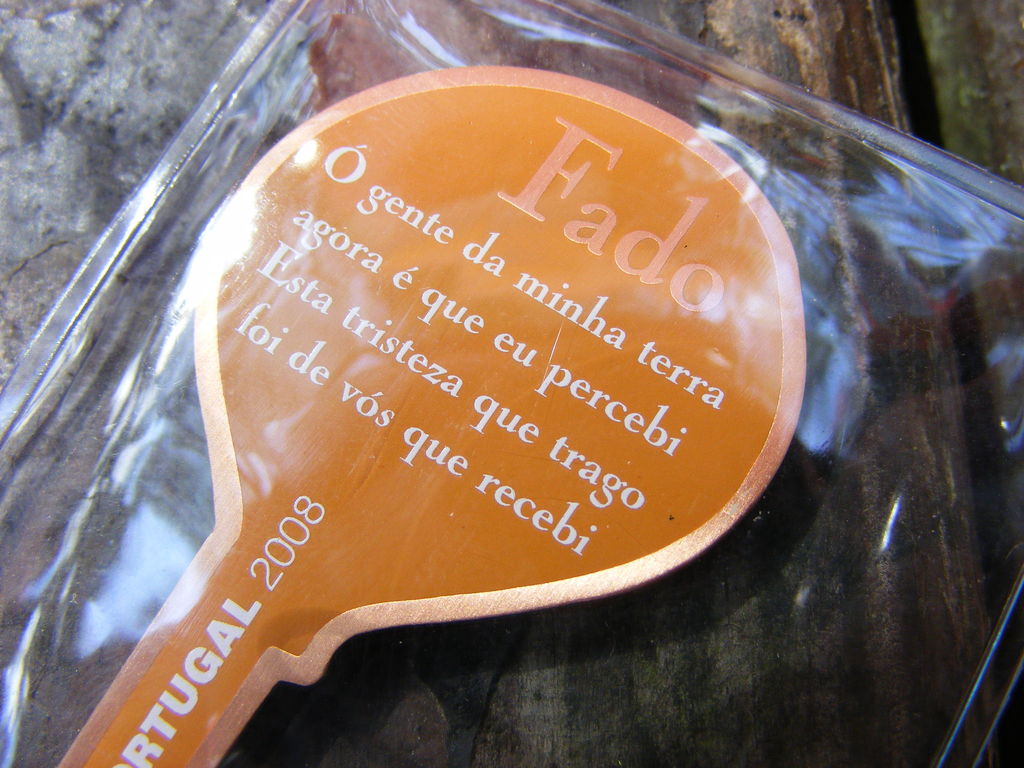 Fado
Ó gente da minha terra
agora é que eu percebi
Esta tristeza que trago
foi de vós que recebi
RTUGAL 2008